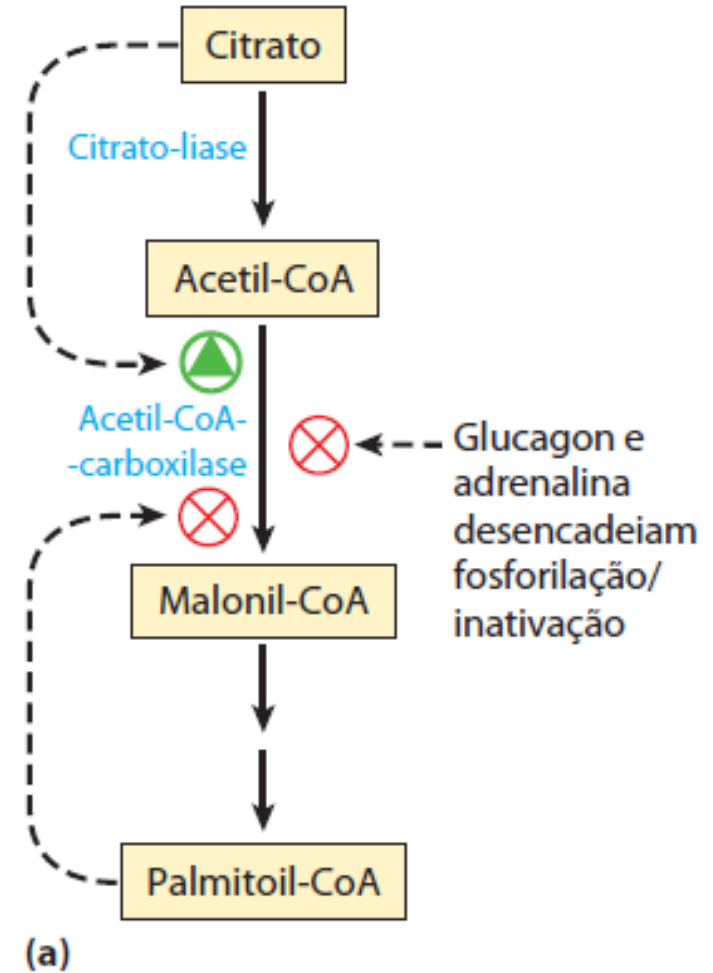 Citrato
Citrato-liase
Acetil-CoA
Acetil-CoA-
-carboxilase
Glucagon e
adrenalina
desencadeiam
fosforilação/
inativação
Malonil-CoA
Palmitoil-CoA
(a)